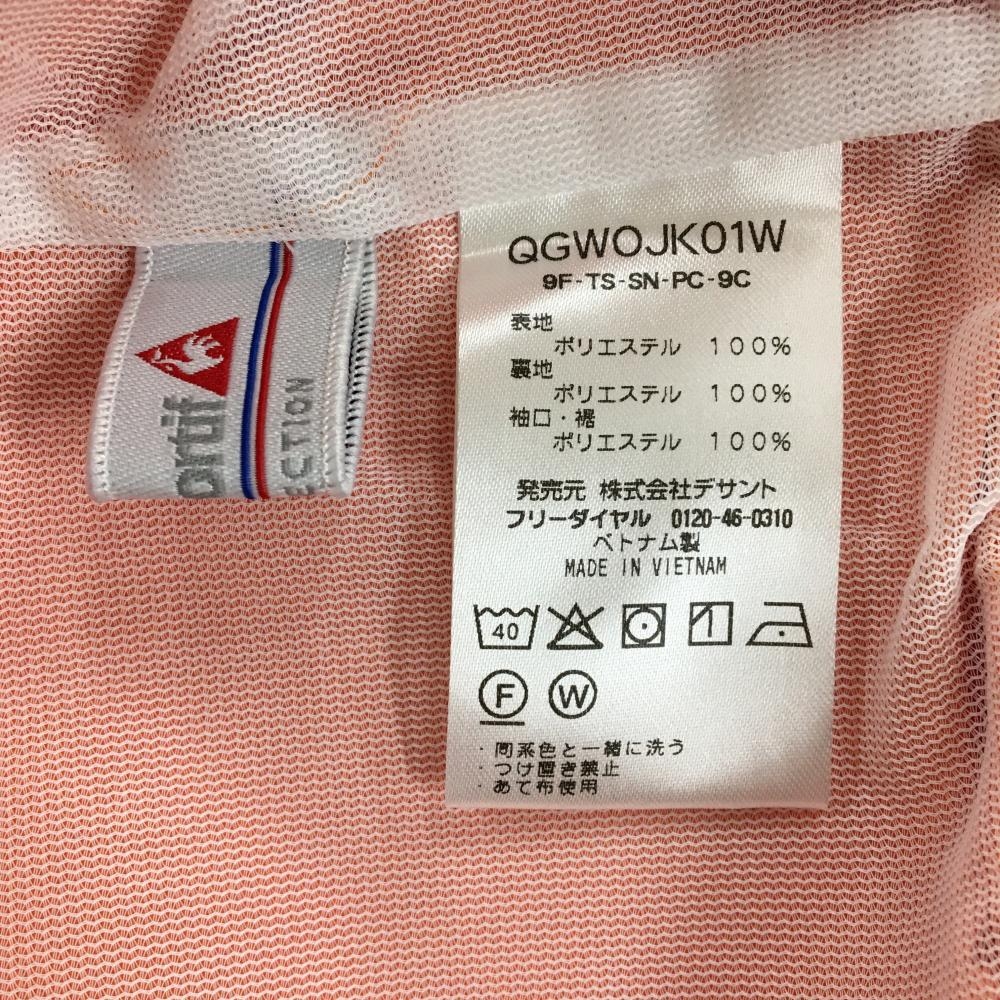 ortif
ECTION
QGWOJK01W
9F-TS-SN-PC-9C
表地
ポリエステル 100%
裏地
ポリエステル 100%
袖口・裾
ポリエステル 100%
発売元 株式会社デサント
フリーダイヤル 0120-46-0310
ベトナム製
MADE IN VIETNAM
40
F W
・同系色と一緒に洗う
・つけ置き禁止
・あて布使用